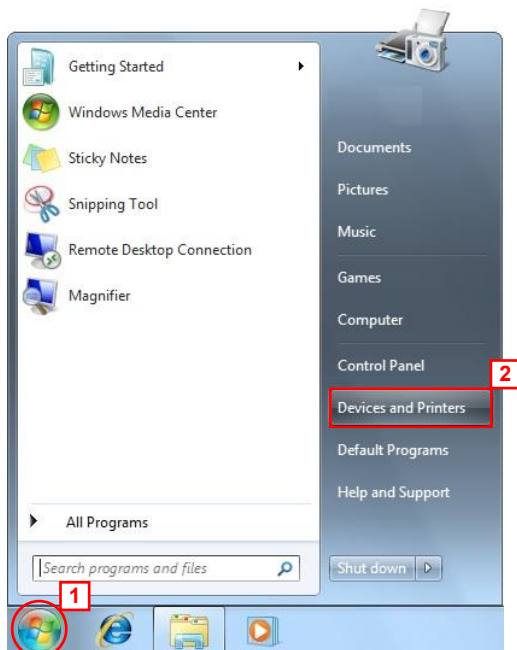 Getting Started
Windows Media Center
Sticky Notes
Snipping Tool
Remote Desktop Connection
Magnifier
All Programs
Search programs and files
1
Documents
Pictures
Music
Games
Computer
Control Panel
2
Devices and Printers
Default Programs
Help and Support
Shut down